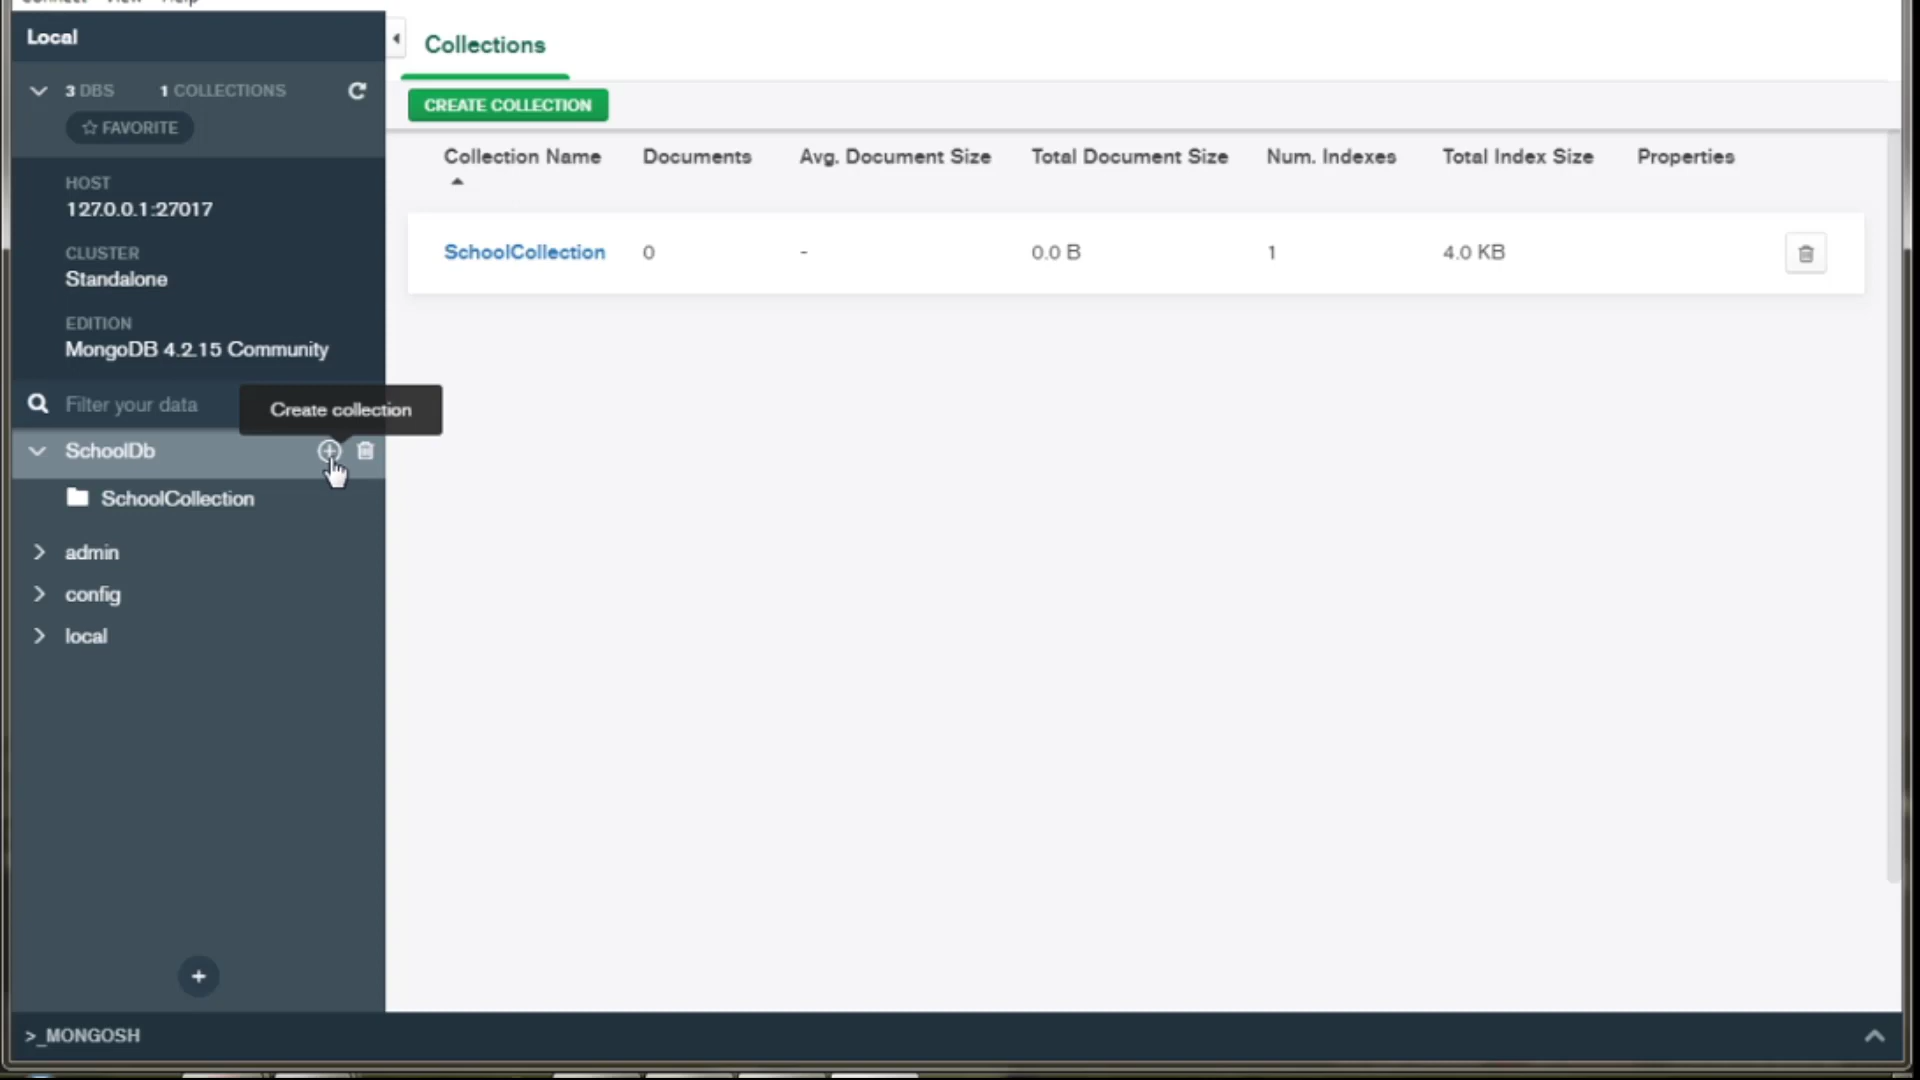 Connect View Help
Local
3 DBS 1 COLLECTIONS
FAVORITE
HOST
127.0.0.1:27017
CLUSTER
Standalone
EDITION
MongoDB 4.2.15 Community
Filter your data
Create collection
SchoolDb
SchoolCollection
admin
config
local
+
>_MONGOSH
Collections
CREATE COLLECTION
Collection Name Documents Avg. Document Size Total Document Size Num. Indexes Total Index Size Properties
SchoolCollection 0 - 0.0 B 1 4.0 KB